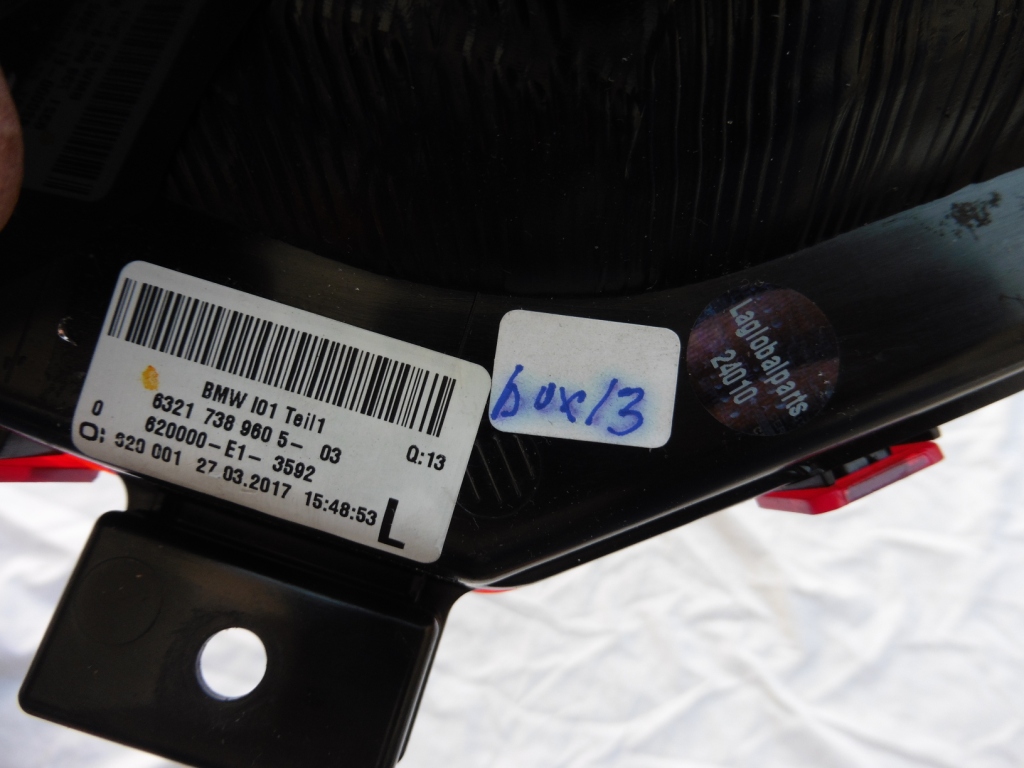 BMW I01 Teil1
6321 738 960 5- 03 Q:13
0 620000-E1- 3592
O: 320 001 27 03.2017 15:48:53 L
box13
Laglobalparts
24010